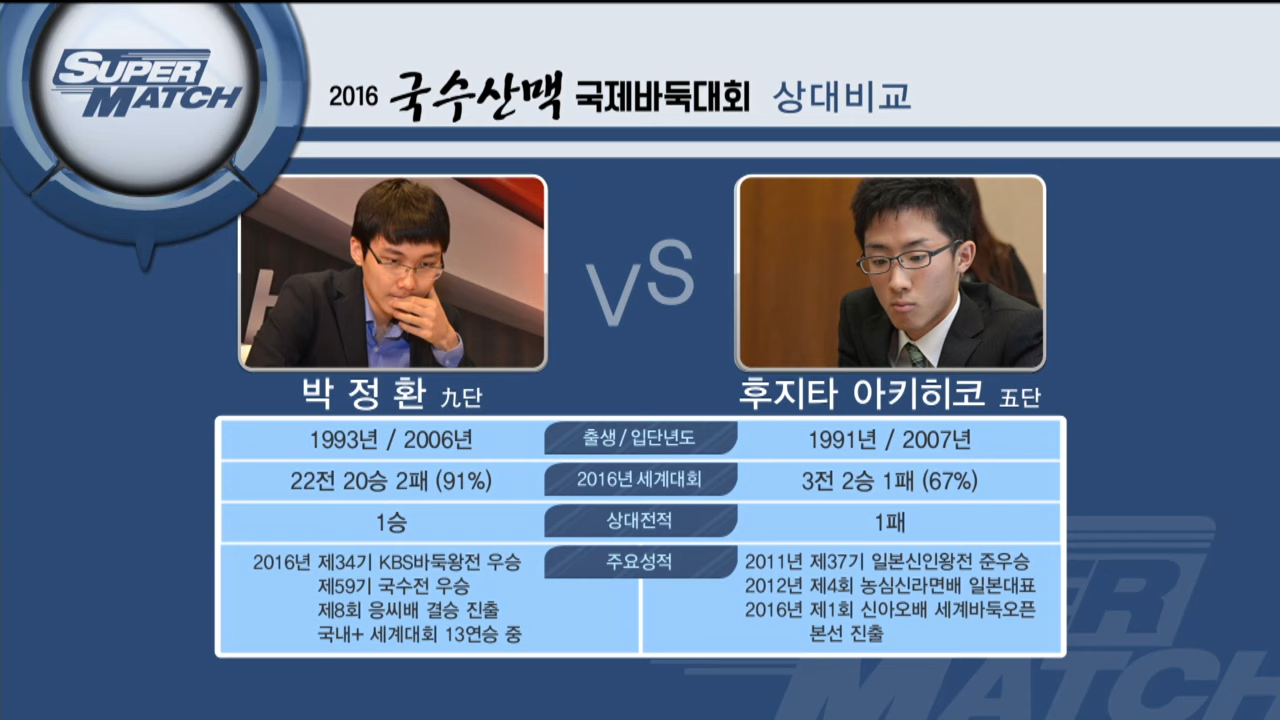 SUPER MATCH
2016 국수산맥 국제바둑대회 상대비교
VS
박정환 九단
후지타 아키히코 五단
1993년 / 2006년 출생/입단년도 1991년 / 2007년
22전 20승 2패 (91%) 2016년 세계대회 3전 2승 1패 (67%)
1승 상대전적 1패
주요성적
2016년 제34기 KBS바둑왕전 우승
제59기 국수전 우승
제8회 응씨배 결승 진출
국내+ 세계대회 13연승 중
2011년 제37기 일본신인왕전 준우승
2012년 제4회 농심신라면배 일본대표
2016년 제1회 신아오배 세계바둑오픈
본선 진출
ER
MATCH